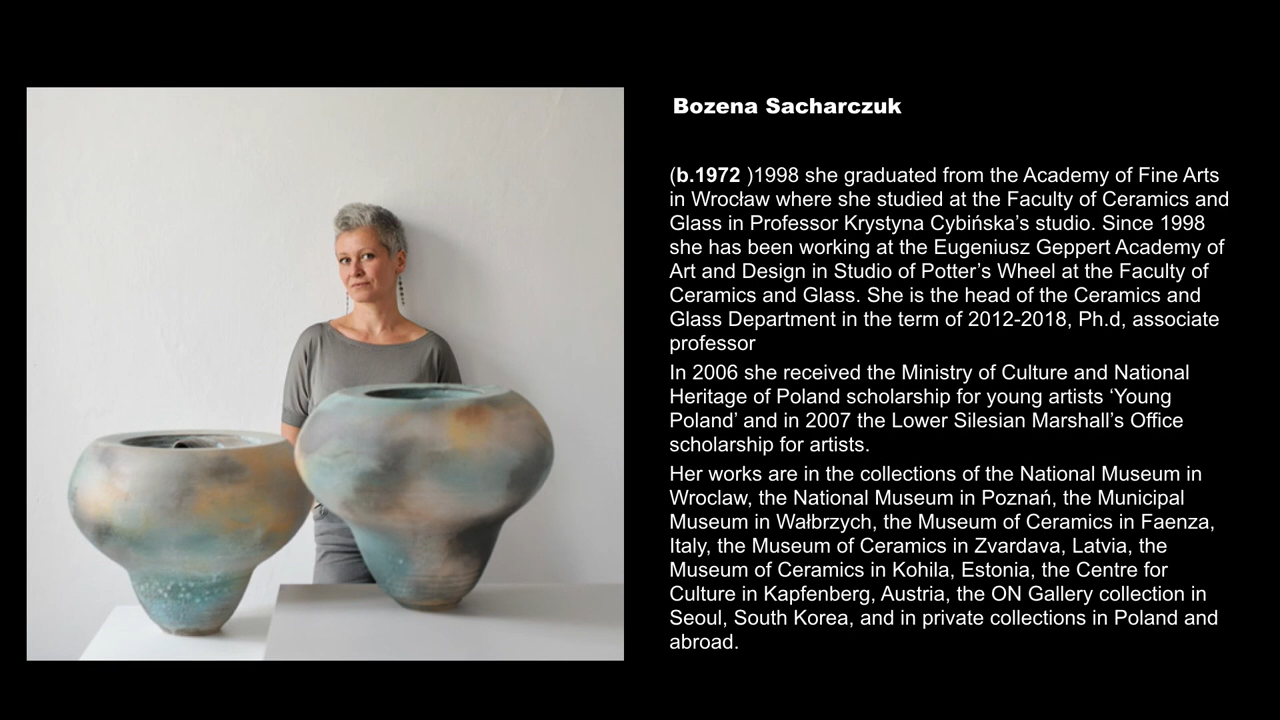 Bozena Sacharczuk
(b.1972 )1998 she graduated from the Academy of Fine Arts
in Wrocław where she studied at the Faculty of Ceramics and
Glass in Professor Krystyna Cybińska’s studio. Since 1998
she has been working at the Eugeniusz Geppert Academy of
Art and Design in Studio of Potter’s Wheel at the Faculty of
Ceramics and Glass. She is the head of the Ceramics and
Glass Department in the term of 2012-2018, Ph.d, associate
professor
In 2006 she received the Ministry of Culture and National
Heritage of Poland scholarship for young artists ‘Young
Poland’ and in 2007 the Lower Silesian Marshall’s Office
scholarship for artists.
Her works are in the collections of the National Museum in
Wroclaw, the National Museum in Poznań, the Municipal
Museum in Wałbrzych, the Museum of Ceramics in Faenza,
Italy, the Museum of Ceramics in Zvardava, Latvia, the
Museum of Ceramics in Kohila, Estonia, the Centre for
Culture in Kapfenberg, Austria, the ON Gallery collection in
Seoul, South Korea, and in private collections in Poland and
abroad.